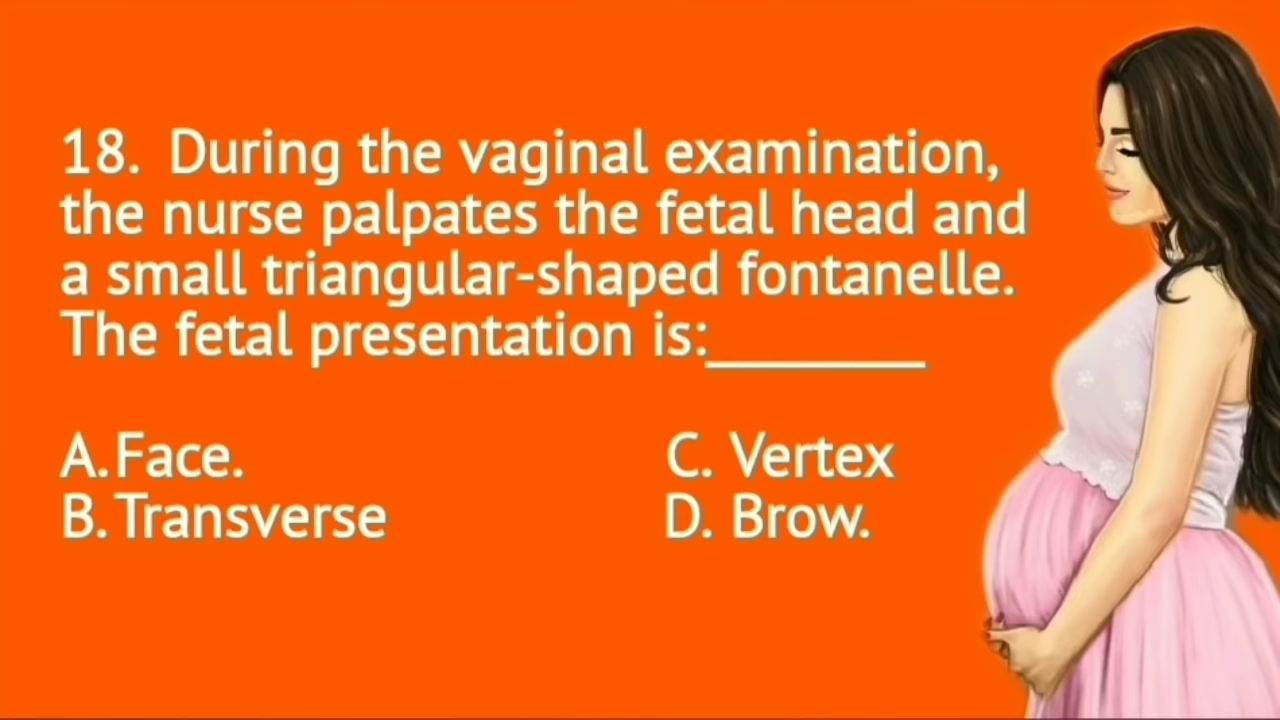 18. During the vaginal examination,
the nurse palpates the fetal head and
a small triangular-shaped fontanelle.
The fetal presentation is:________
A. Face. C. Vertex
B. Transverse D. Brow.